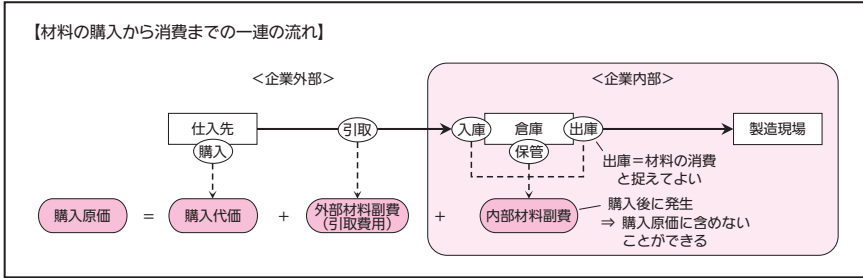 【材料の購入から消費までの一連の流れ】
<企業外部>
<企業内部>
仕入先
引取
入庫
倉庫
出庫
製造現場
購入
保管
出庫=材料の消費
と捉えてよい
購入原価
=
購入代価
+
外部材料副費
(引取費用)
+
内部材料副費
購入後に発生
⇒ 購入原価に含めない
ことができる